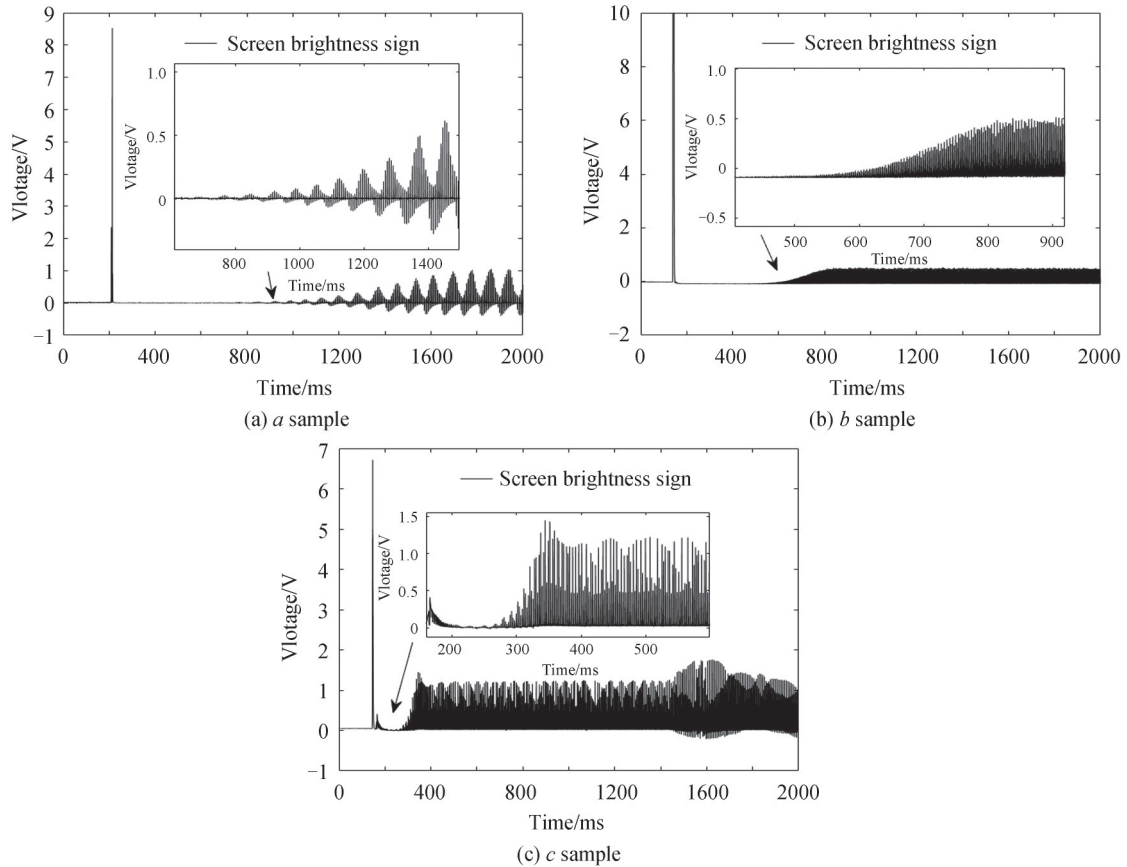 9
8
7
6
5
4
3
2
1
0
−1
Vlotage/V
Screen brightness sign
1.0
0.5
0
Vlotage/V
800 1000 1200 1400
Time/ms
0 400 800 1200 1600 2000
Time/ms
(a) a sample
10
8
6
4
2
0
−2
Vlotage/V
Screen brightness sign
1.0
0.5
0
−0.5
Vlotage/V
500 600 700 800 900
Time/ms
0 400 800 1200 1600 2000
Time/ms
(b) b sample
7
6
5
4
3
2
1
0
−1
Vlotage/V
Screen brightness sign
1.5
1.0
0.5
0
Vlotage/V
200 300 400 500
Time/ms
0 400 800 1200 1600 2000
Time/ms
(c) c sample